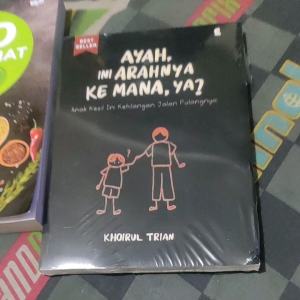 BEST
SELLER
AYAH,
INI ARAHNYA
KE MANA, YA?
Anak Kecil Ini Kehilangan Jalan Pulangnya
?
KHOIRUL TRIAN